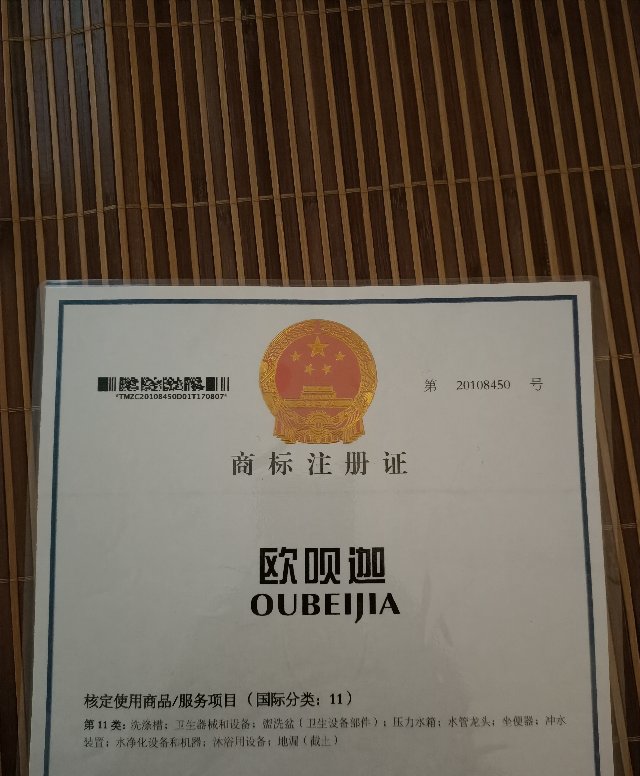 第 20108450 号
*TMZC20108450D01T170807*
商标注册证
欧呗迦
OUBEIJIA
核定使用商品/服务项目（国际分类：11）
第11类：洗涤槽；卫生器械和设备；盥洗盆（卫生设备部件）；压力水箱；水管龙头；坐便器；冲水
装置；水净化设备和机器；沐浴用设备；地漏（截止）